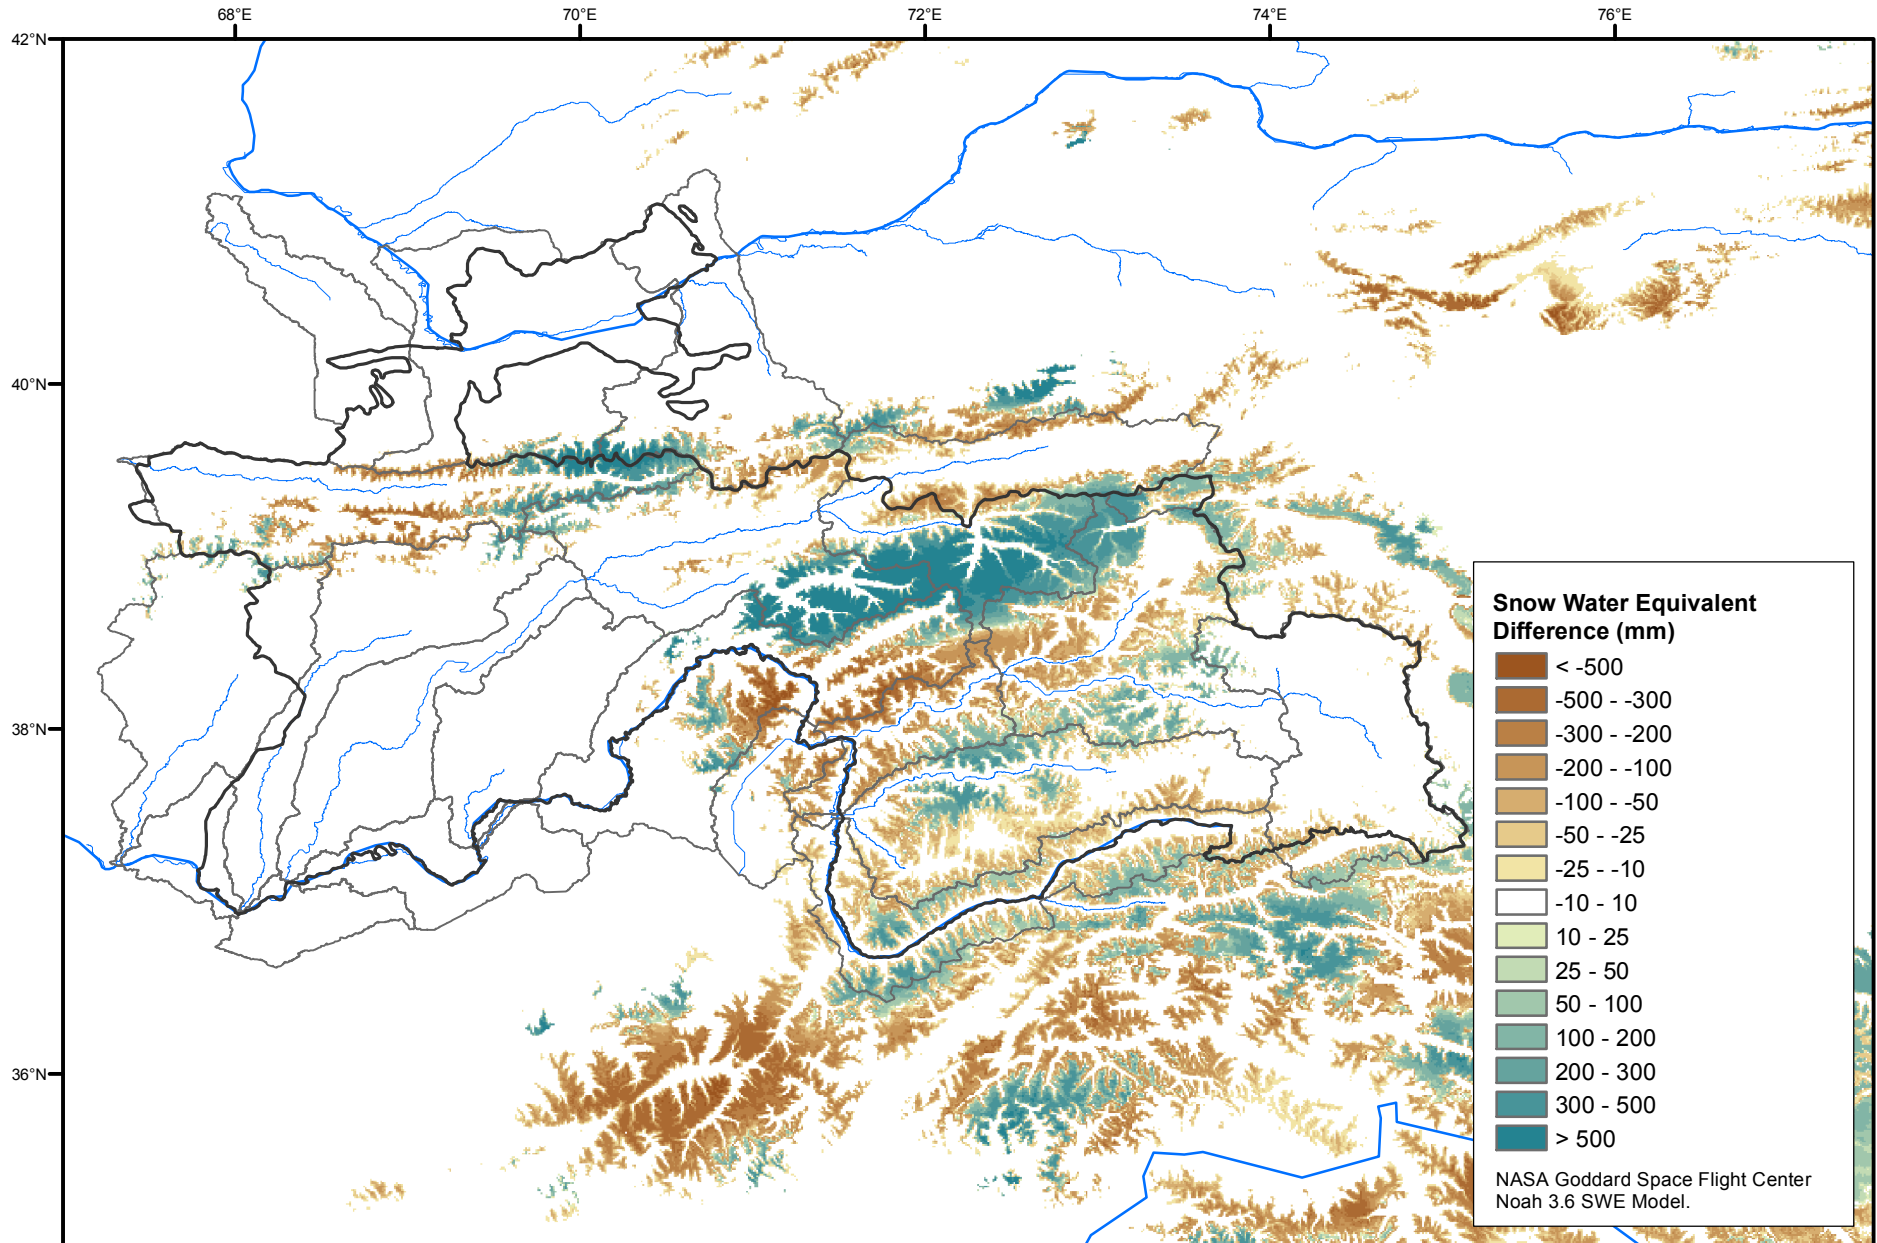 68°E 70°E 72°E 74°E 76°E
42°N
40°N
38°N
36°N
Snow Water Equivalent
Difference (mm)
< -500
-500 - -300
-300 - -200
-200 - -100
-100 - -50
-50 - -25
-25 - -10
-10 - 10
10 - 25
25 - 50
50 - 100
100 - 200
200 - 300
300 - 500
> 500
NASA Goddard Space Flight Center
Noah 3.6 SWE Model.